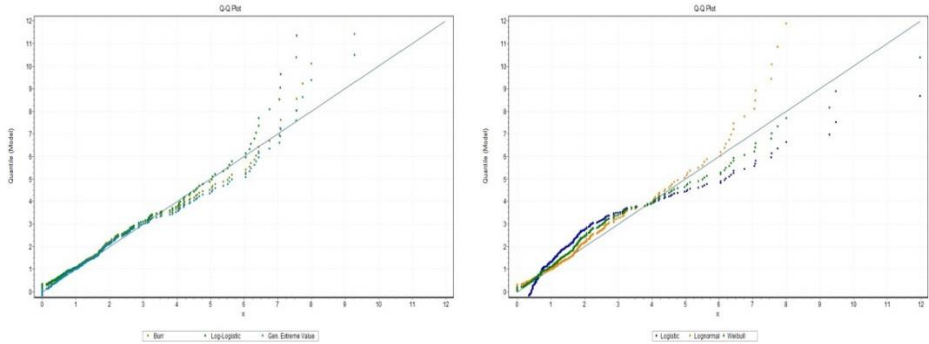 Q-Q Plot
Quantile (Model)
12
11
10
9
8
7
6
5
4
3
2
1
0
0 1 2 3 4 5 6 7 8 9 10 11 12
x
Burr Log-Logistic Gen. Extreme Value
Q-Q Plot
Quantile (Model)
12
11
10
9
8
7
6
5
4
3
2
1
0
0 1 2 3 4 5 6 7 8 9 10 11 12
x
Logistic Lognormal Weibull